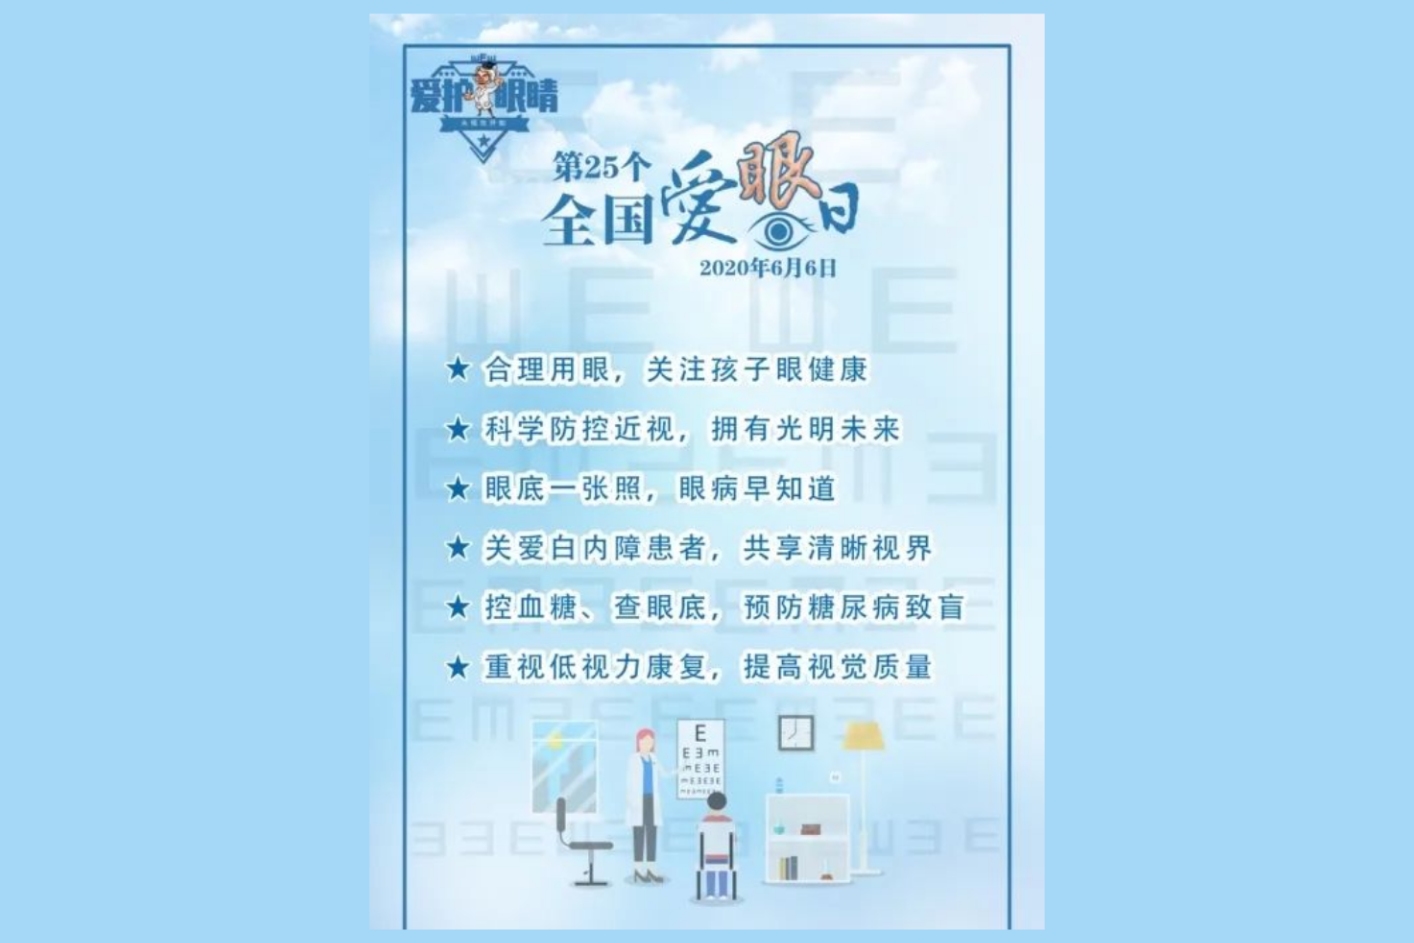 爱护眼睛
第25个
全国爱眼日
2020年6月6日
★ 合理用眼，关注孩子眼健康
★ 科学防控近视，拥有光明未来
★ 眼底一张照，眼病早知道
★ 关爱白内障患者，共享清晰视界
★ 控血糖、查眼底，预防糖尿病致盲
★ 重视低视力康复，提高视觉质量